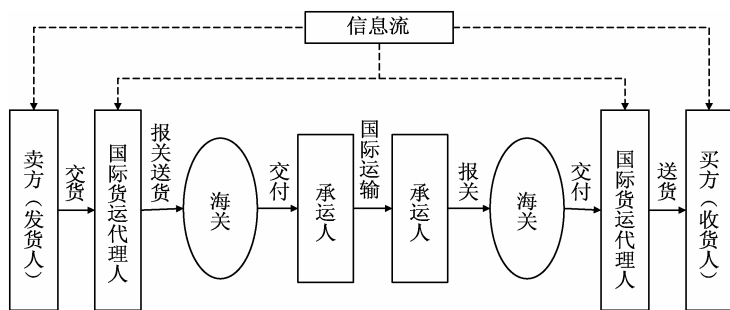 信息流
卖方（发货人）
交货
国际货运代理人
报关送货
海关
交付
承运人
国际运输
承运人
报关
海关
交付
国际货运代理人
送货
买方（收货人）